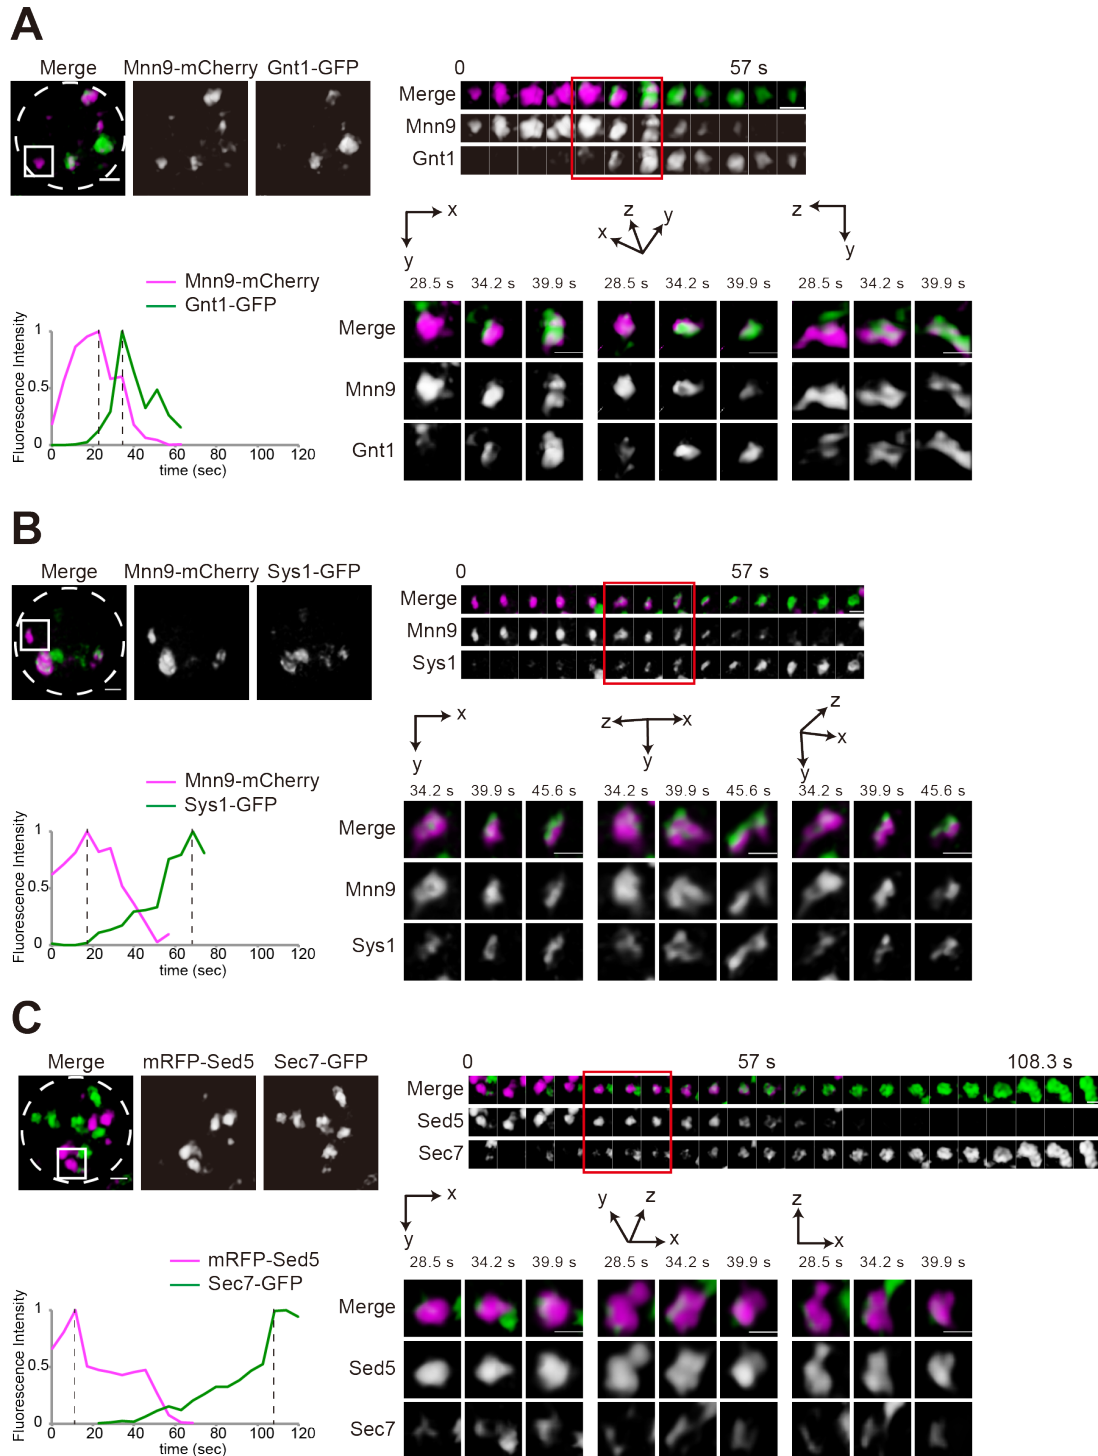 A
Merge Mnn9-mCherry Gnt1-GFP
0 57 s
Merge
Mnn9
Gnt1
x
y
z
y
x
z
y
Mnn9-mCherry
Gnt1-GFP
28.5 s 34.2 s 39.9 s 28.5 s 34.2 s 39.9 s 28.5 s 34.2 s 39.9 s
Merge
Mnn9
Gnt1
Fluorescence Intensity
1
0.5
0
0 20 40 60 80 100 120
time (sec)
B
Merge Mnn9-mCherry Sys1-GFP
0 57 s
Merge
Mnn9
Sys1
x
y
z
x
y
z
x
y
Mnn9-mCherry
Sys1-GFP
34.2 s 39.9 s 45.6 s 34.2 s 39.9 s 45.6 s 34.2 s 39.9 s 45.6 s
Merge
Mnn9
Sys1
Fluorescence Intensity
1
0.5
0
0 20 40 60 80 100 120
time (sec)
C
Merge mRFP-Sed5 Sec7-GFP
0 57 s 108.3 s
Merge
Sed5
Sec7
x
y
y
z
x
z
x
mRFP-Sed5
Sec7-GFP
28.5 s 34.2 s 39.9 s 28.5 s 34.2 s 39.9 s 28.5 s 34.2 s 39.9 s
Merge
Sed5
Sec7
Fluorescence Intensity
1
0.5
0
0 20 40 60 80 100 120
time (sec)